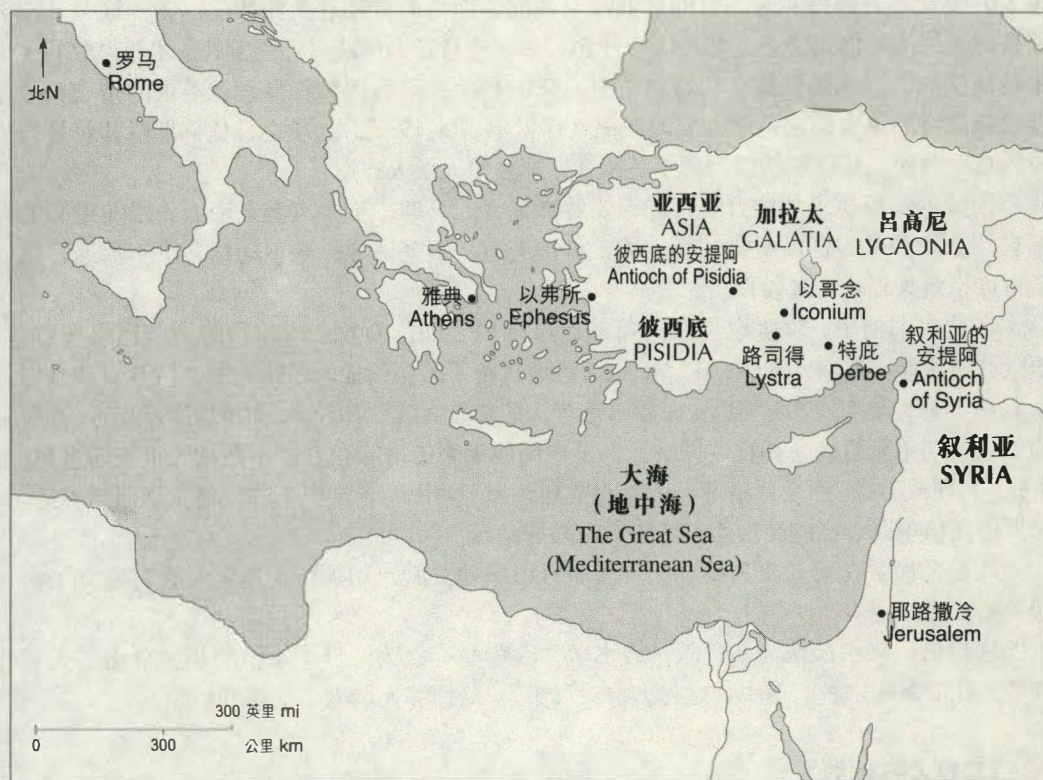 罗马
Rome
北N
亚西亚
ASIA
加拉太
GALATIA
吕高尼
LYCAONIA
彼西底的安提阿
Antioch of Pisidia
雅典
Athens
以弗所
Ephesus
以哥念
Iconium
彼西底
PISIDIA
路司得
Lystra
特庇
Derbe
叙利亚的
安提阿
Antioch
of Syria
叙利亚
SYRIA
大海
（地中海）
The Great Sea
(Mediterranean Sea)
耶路撒冷
Jerusalem
300 英里 mi
0 300 公里 km